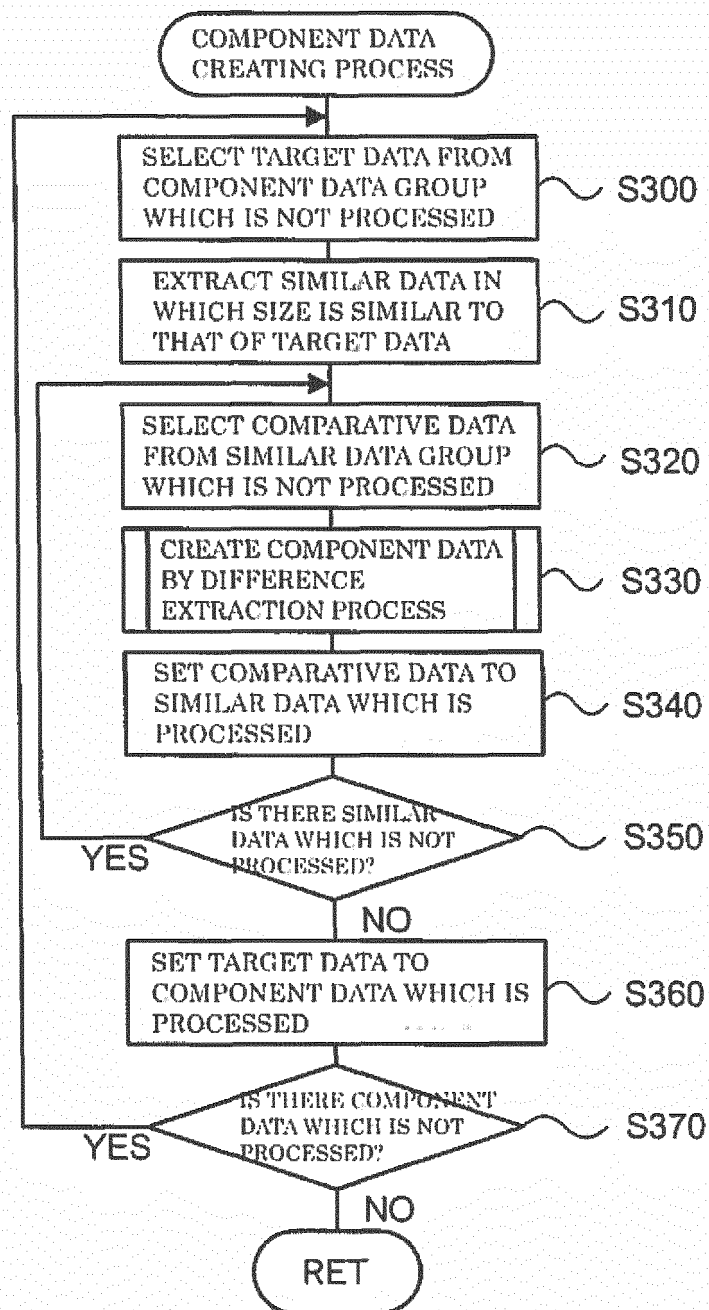 COMPONENT DATA
CREATING PROCESS
SELECT TARGET DATA FROM
COMPONENT DATA GROUP
WHICH IS NOT PROCESSED
S300
EXTRACT SIMILAR DATA IN
WHICH SIZE IS SIMILAR TO
THAT OF TARGET DATA
S310
SELECT COMPARATIVE DATA
FROM SIMILAR DATA GROUP
WHICH IS NOT PROCESSED
S320
CREATE COMPONENT DATA
BY DIFFERENCE
EXTRACTION PROCESS
S330
SET COMPARATIVE DATA TO
SIMILAR DATA WHICH IS
PROCESSED
S340
IS THERE SIMILAR
DATA WHICH IS NOT
PROCESSED?
S350
YES
NO
SET TARGET DATA TO
COMPONENT DATA WHICH IS
PROCESSED
S360
IS THERE COMPONENT
DATA WHICH IS NOT
PROCESSED?
S370
YES
NO
RET